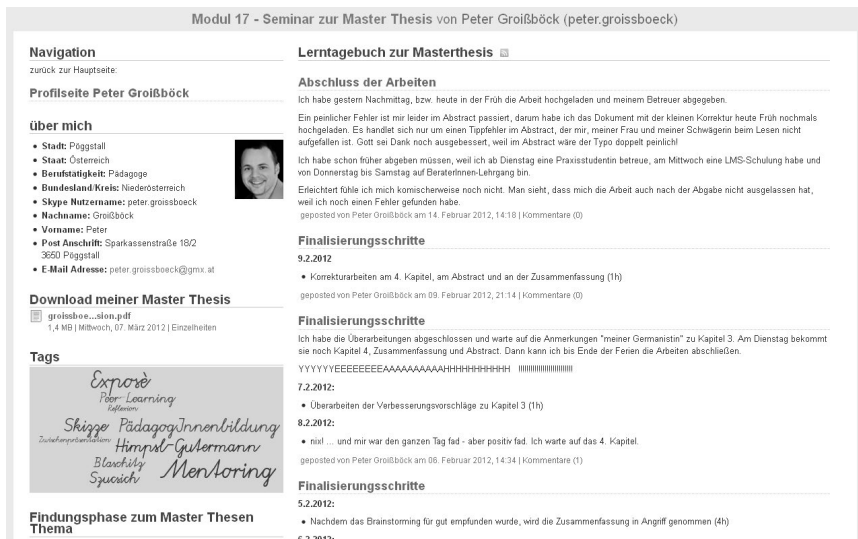 Modul 17 - Seminar zur Master Thesis von Peter Groißböck (peter.groissboeck)
Navigation
zurück zur Hauptseite:
Profilseite Peter Groißböck
über mich
• Stadt: Pöggstall
• Staat: Österreich
• Berufstätigkeit: Pädagoge
• Bundesland/Kreis: Niederösterreich
• Skype Nutzername: peter.groissboeck
• Nachname: Groißböck
• Vorname: Peter
• Post Anschrift: Sparkassenstraße 18/2
3650 Pöggstall
• E-Mail Adresse: peter.groissboeck@gmx.at
Download meiner Master Thesis
groissboe...sion.pdf
1,4 MB | Mittwoch, 07. März 2012 | Einzelheiten
Tags
Exposè
Peer-Learning
Reflexion
Skizze PädagogInnenbildung
Zwischenpräsentation Himpsl-Gutermann
Blaschitz
Szucsich Mentoring
Findungsphase zum Master Thesen
Thema
Lerntagebuch zur Masterthesis
Abschluss der Arbeiten
Ich habe gestern Nachmittag, bzw. heute in der Früh die Arbeit hochgeladen und meinem Betreuer abgegeben.
Ein peinlicher Fehler ist mir leider im Abstract passiert, darum habe ich das Dokument mit der kleinen Korrektur heute Früh nochmals
hochgeladen. Es handlet sich nur um einen Tippfehler im Abstract, der mir, meiner Frau und meiner Schwägerin beim Lesen nicht
aufgefallen ist. Gott sei Dank noch ausgebessert, weil im Abstract wäre der Typo doppelt peinlich!
Ich habe schon früher abgeben müssen, weil ich ab Dienstag eine Praxisstudentin betreue, am Mittwoch eine LMS-Schulung habe und
von Donnerstag bis Samstag auf BeraterInnen-Lehrgang bin.
Erleichtert fühle ich mich komischerweise noch nicht. Man sieht, dass mich die Arbeit auch nach der Abgabe nicht ausgelassen hat,
weil ich noch einen Fehler gefunden habe.
geposted von Peter Groißböck am 14. Februar 2012, 14:18 | Kommentare (0)
Finalisierungsschritte
9.2.2012
• Korrekturarbeiten am 4. Kapitel, am Abstract und an der Zusammenfassung (1h)
geposted von Peter Groißböck am 09. Februar 2012, 21:14 | Kommentare (0)
Finalisierungsschritte
Ich habe die Überarbeitungen abgeschlossen und warte auf die Anmerkungen "meiner Germanistin" zu Kapitel 3. Am Dienstag bekommt
sie noch Kapitel 4, Zusammenfassung und Abstract. Dann kann ich bis Ende der Ferien die Arbeiten abschließen.
7.2.2012:
• Überarbeiten der Verbesserungsvorschläge zu Kapitel 3 (1h)
8.2.2012:
• nix! ... und mir war den ganzen Tag fad - aber positiv fad. Ich warte auf das 4. Kapitel.
geposted von Peter Groißböck am 06. Februar 2012, 14:34 | Kommentare (1)
Finalisierungsschritte
5.2.2012:
• Nachdem das Brainstorming für gut empfunden wurde, wird die Zusammenfassung in Angriff genommen (4h)